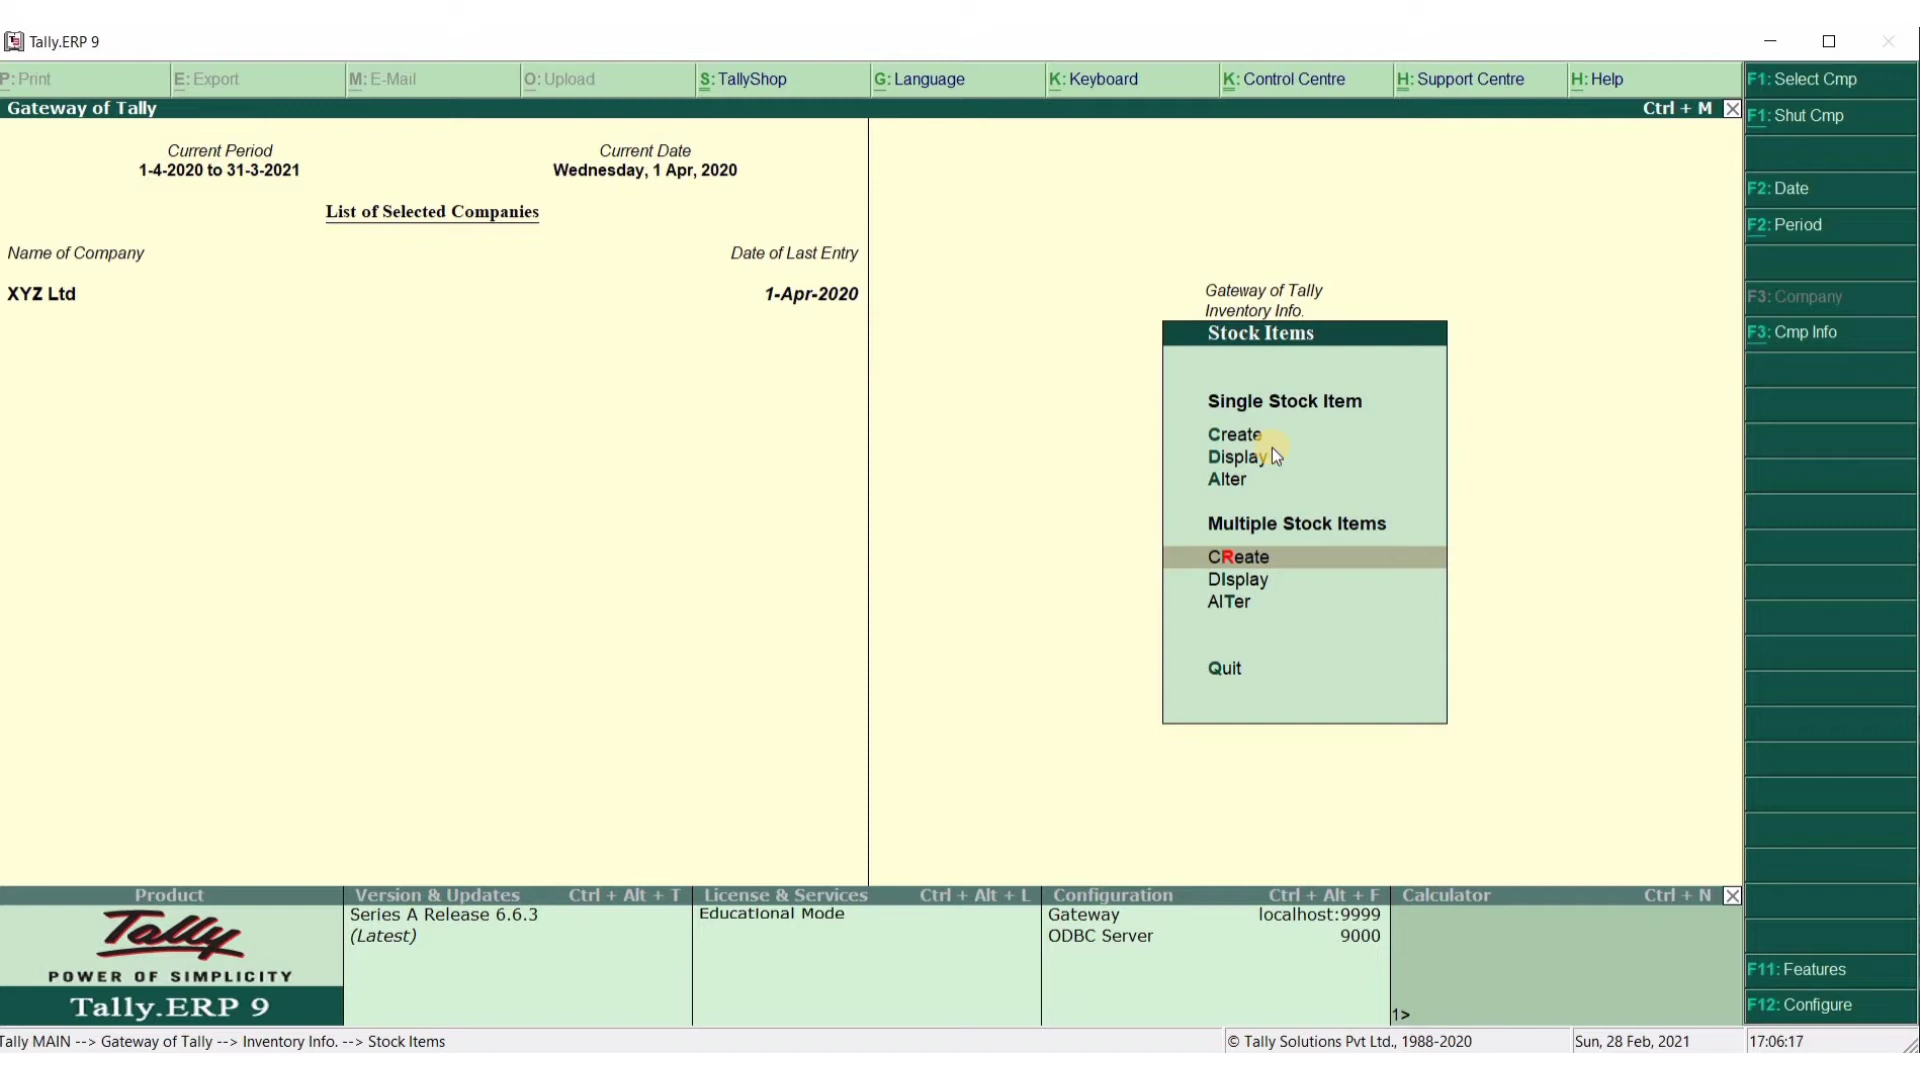 Tally.ERP 9
P: Print E: Export M: E-Mail O: Upload S: TallyShop G: Language K: Keyboard K: Control Centre H: Support Centre H: Help F1: Select Cmp
Gateway of Tally Ctrl + M
F1: Shut Cmp
Current Period Current Date
1-4-2020 to 31-3-2021 Wednesday, 1 Apr, 2020
F2: Date
List of Selected Companies
F2: Period
Name of Company Date of Last Entry
XYZ Ltd 1-Apr-2020
F3: Company
F3: Cmp Info
Gateway of Tally
Inventory Info.
Stock Items
Single Stock Item
Create
Display
Alter
Multiple Stock Items
CReate
DIsplay
AlTer
Quit
Product Version & Updates Ctrl + Alt + T License & Services Ctrl + Alt + L Configuration Ctrl + Alt + F Calculator Ctrl + N
Tally
POWER OF SIMPLICITY
Tally.ERP 9
Series A Release 6.6.3
(Latest)
Educational Mode
Gateway localhost:9999
ODBC Server 9000
1>
F11: Features
F12: Configure
Tally MAIN --> Gateway of Tally --> Inventory Info. --> Stock Items © Tally Solutions Pvt Ltd., 1988-2020 Sun, 28 Feb, 2021 17:06:17